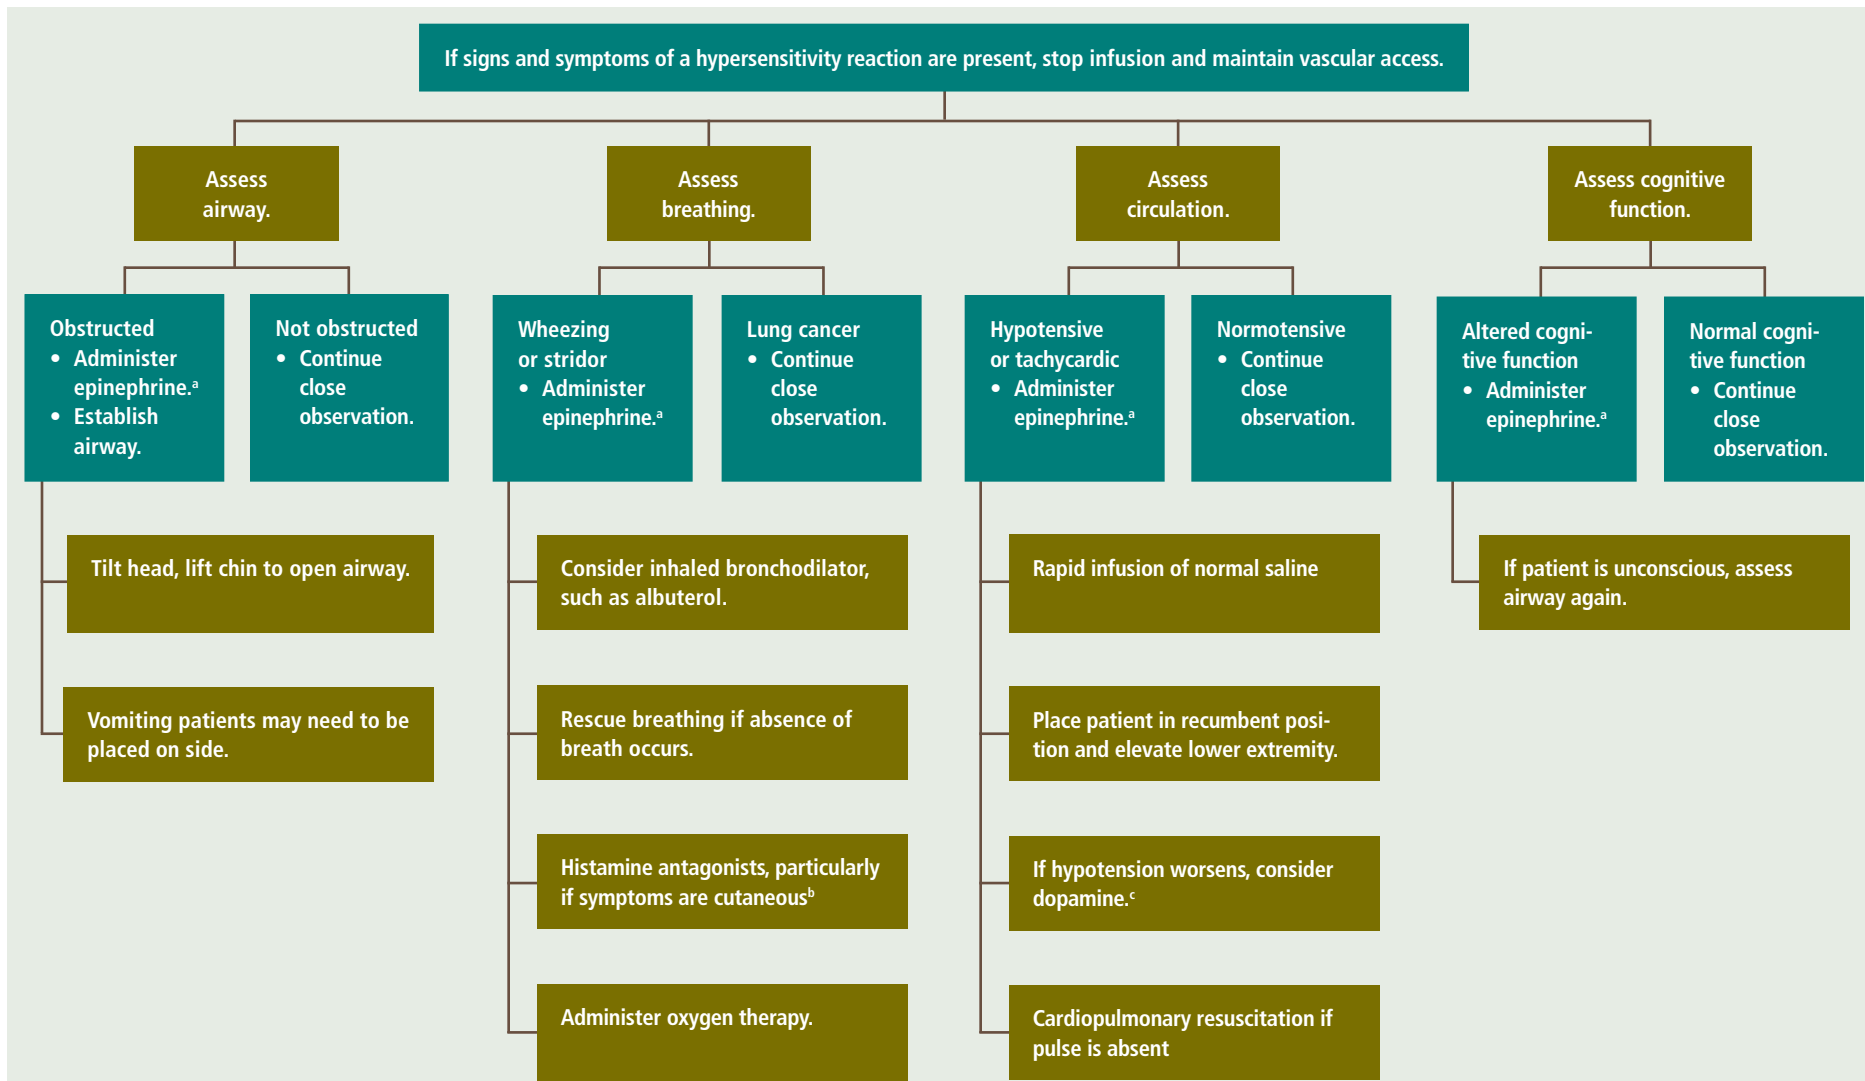 If signs and symptoms of a hypersensitivity reaction are present, stop infusion and maintain vascular access.
Assess
airway.
Assess
breathing.
Assess
circulation.
Assess cognitive
function.
Obstructed
• Administer
epinephrine.ᵃ
• Establish
airway.
Not obstructed
• Continue
close
observation.
Wheezing
or stridor
• Administer
epinephrine.ᵃ
Lung cancer
• Continue
close
observation.
Hypotensive
or tachycardic
• Administer
epinephrine.ᵃ
Normotensive
• Continue
close
observation.
Altered cogni-
tive function
• Administer
epinephrine.ᵃ
Normal cogni-
tive function
• Continue
close
observation.
Tilt head, lift chin to open airway.
Vomiting patients may need to be
placed on side.
Consider inhaled bronchodilator,
such as albuterol.
Rescue breathing if absence of
breath occurs.
Histamine antagonists, particularly
if symptoms are cutaneousᵇ
Administer oxygen therapy.
Rapid infusion of normal saline
Place patient in recumbent posi-
tion and elevate lower extremity.
If hypotension worsens, consider
dopamine.ᶜ
Cardiopulmonary resuscitation if
pulse is absent
If patient is unconscious, assess
airway again.